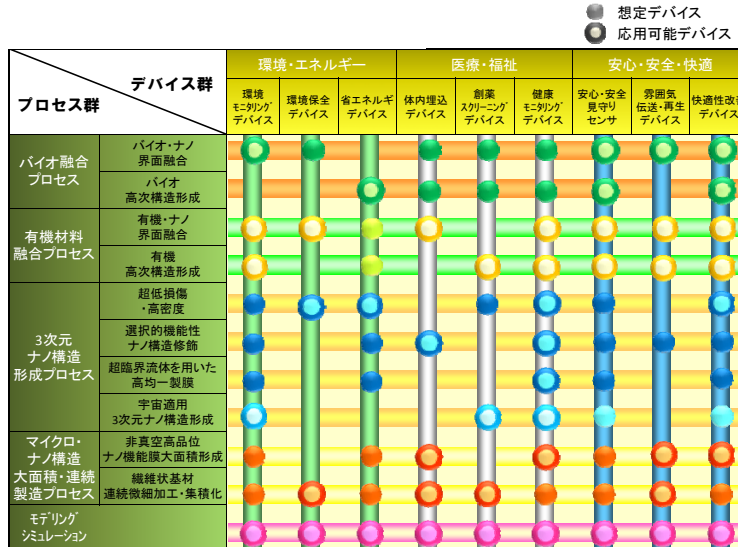 想定デバイス
応用可能デバイス
デバイス群
プロセス群
環境・エネルギー
医療・福祉
安心・安全・快適
環境
モニタリング
デバイス
環境保全
デバイス
省エネルギ
デバイス
体内埋込
デバイス
創薬
スクリーニング
デバイス
健康
モニタリング
デバイス
安心・安全
見守り
センサ
雰囲気
伝送・再生
デバイス
快適性改善
デバイス
バイオ融合
プロセス
バイオ・ナノ
界面融合
バイオ
高次構造形成
有機材料
融合プロセス
有機・ナノ
界面融合
有機
高次構造形成
3次元
ナノ構造
形成プロセス
超低損傷
・高密度
選択的機能性
ナノ構造修飾
超臨界流体を用いた
高均一製膜
宇宙適用
3次元ナノ構造形成
マイクロ・
ナノ構造
大面積・連続
製造プロセス
非真空高品位
ナノ機能膜大面積形成
繊維状基材
連続微細加工・集積化
モデリング
シミュレーション